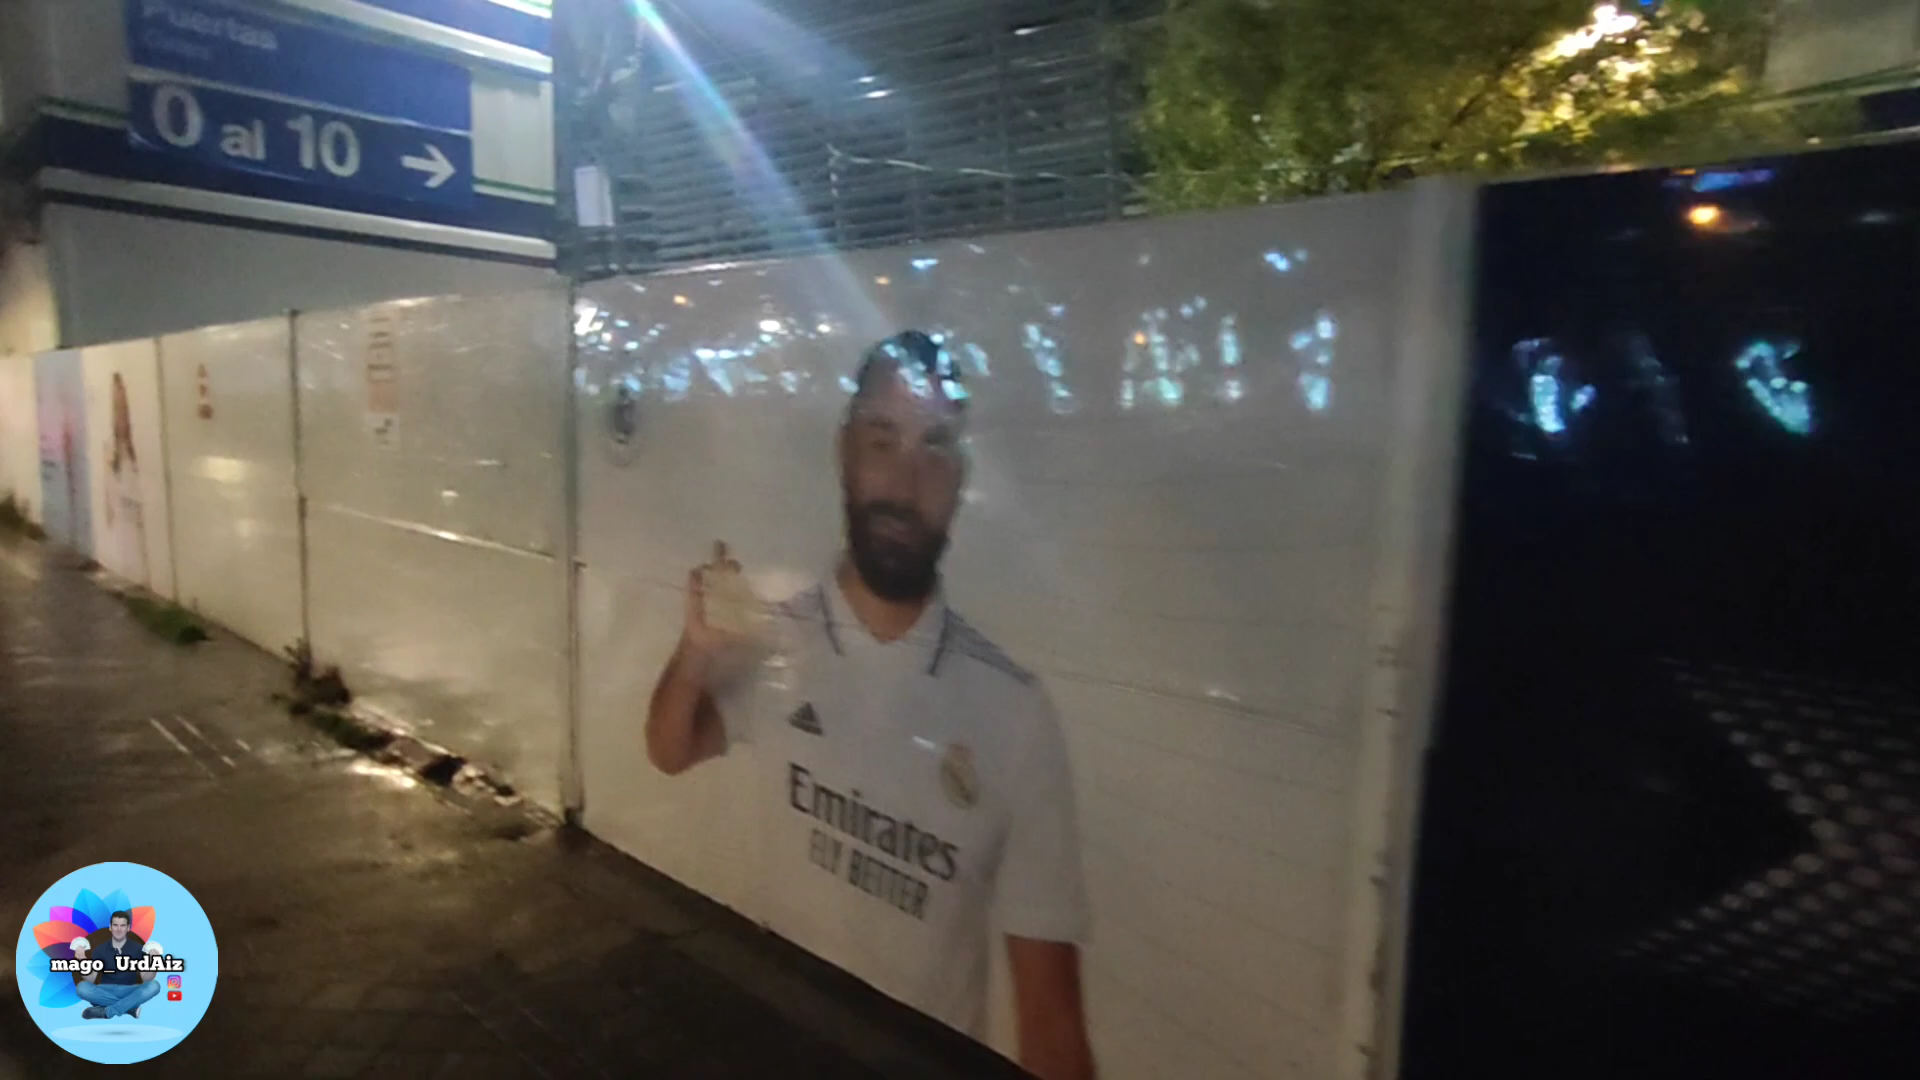 Puertas
0 al 10
Emirates
FLY BETTER
mago_UrdAiz